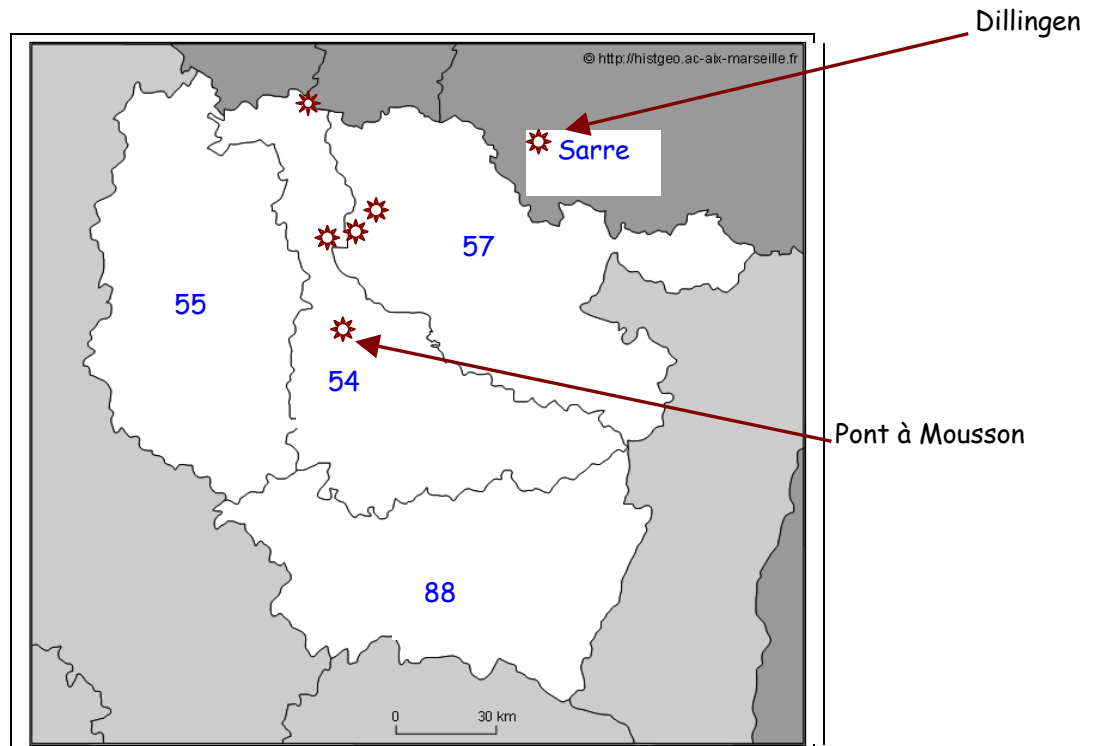 Dillingen
© http://histgeo.ac-aix-marseille.fr
Sarre
57
55
54
Pont à Mousson
88
0 30 km